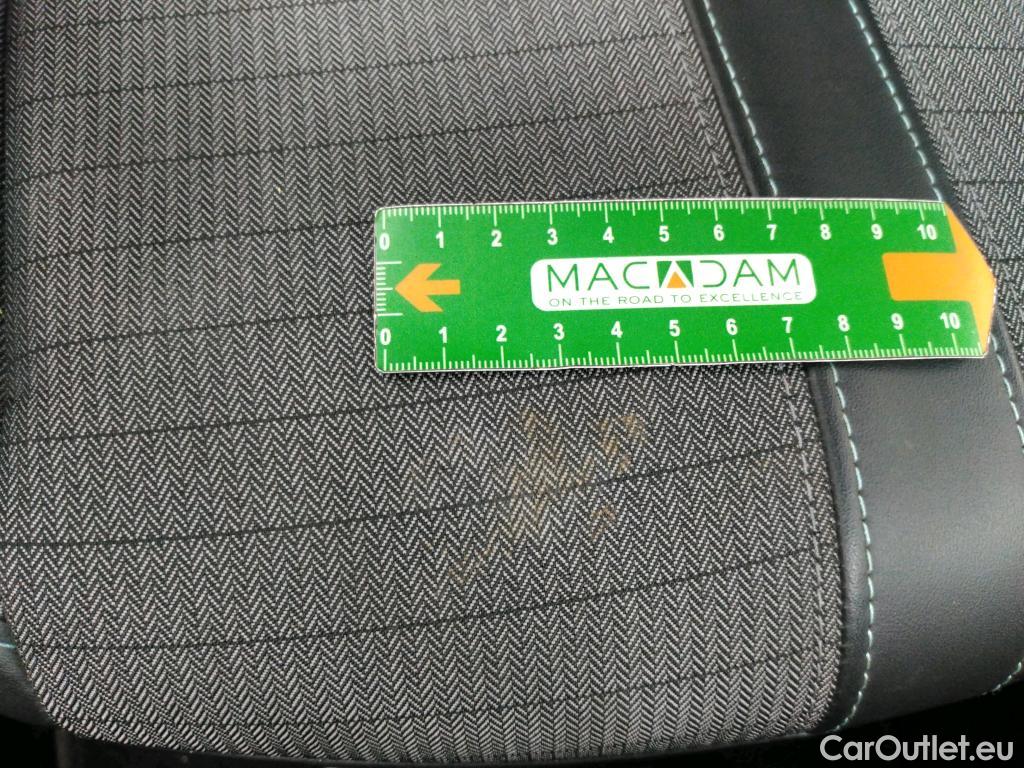 0 1 2 3 4 5 6 7 8 9 10
MACADAM
ON THE ROAD TO EXCELLENCE
0 1 2 3 4 5 6 7 8 9 10
CarOutlet.eu